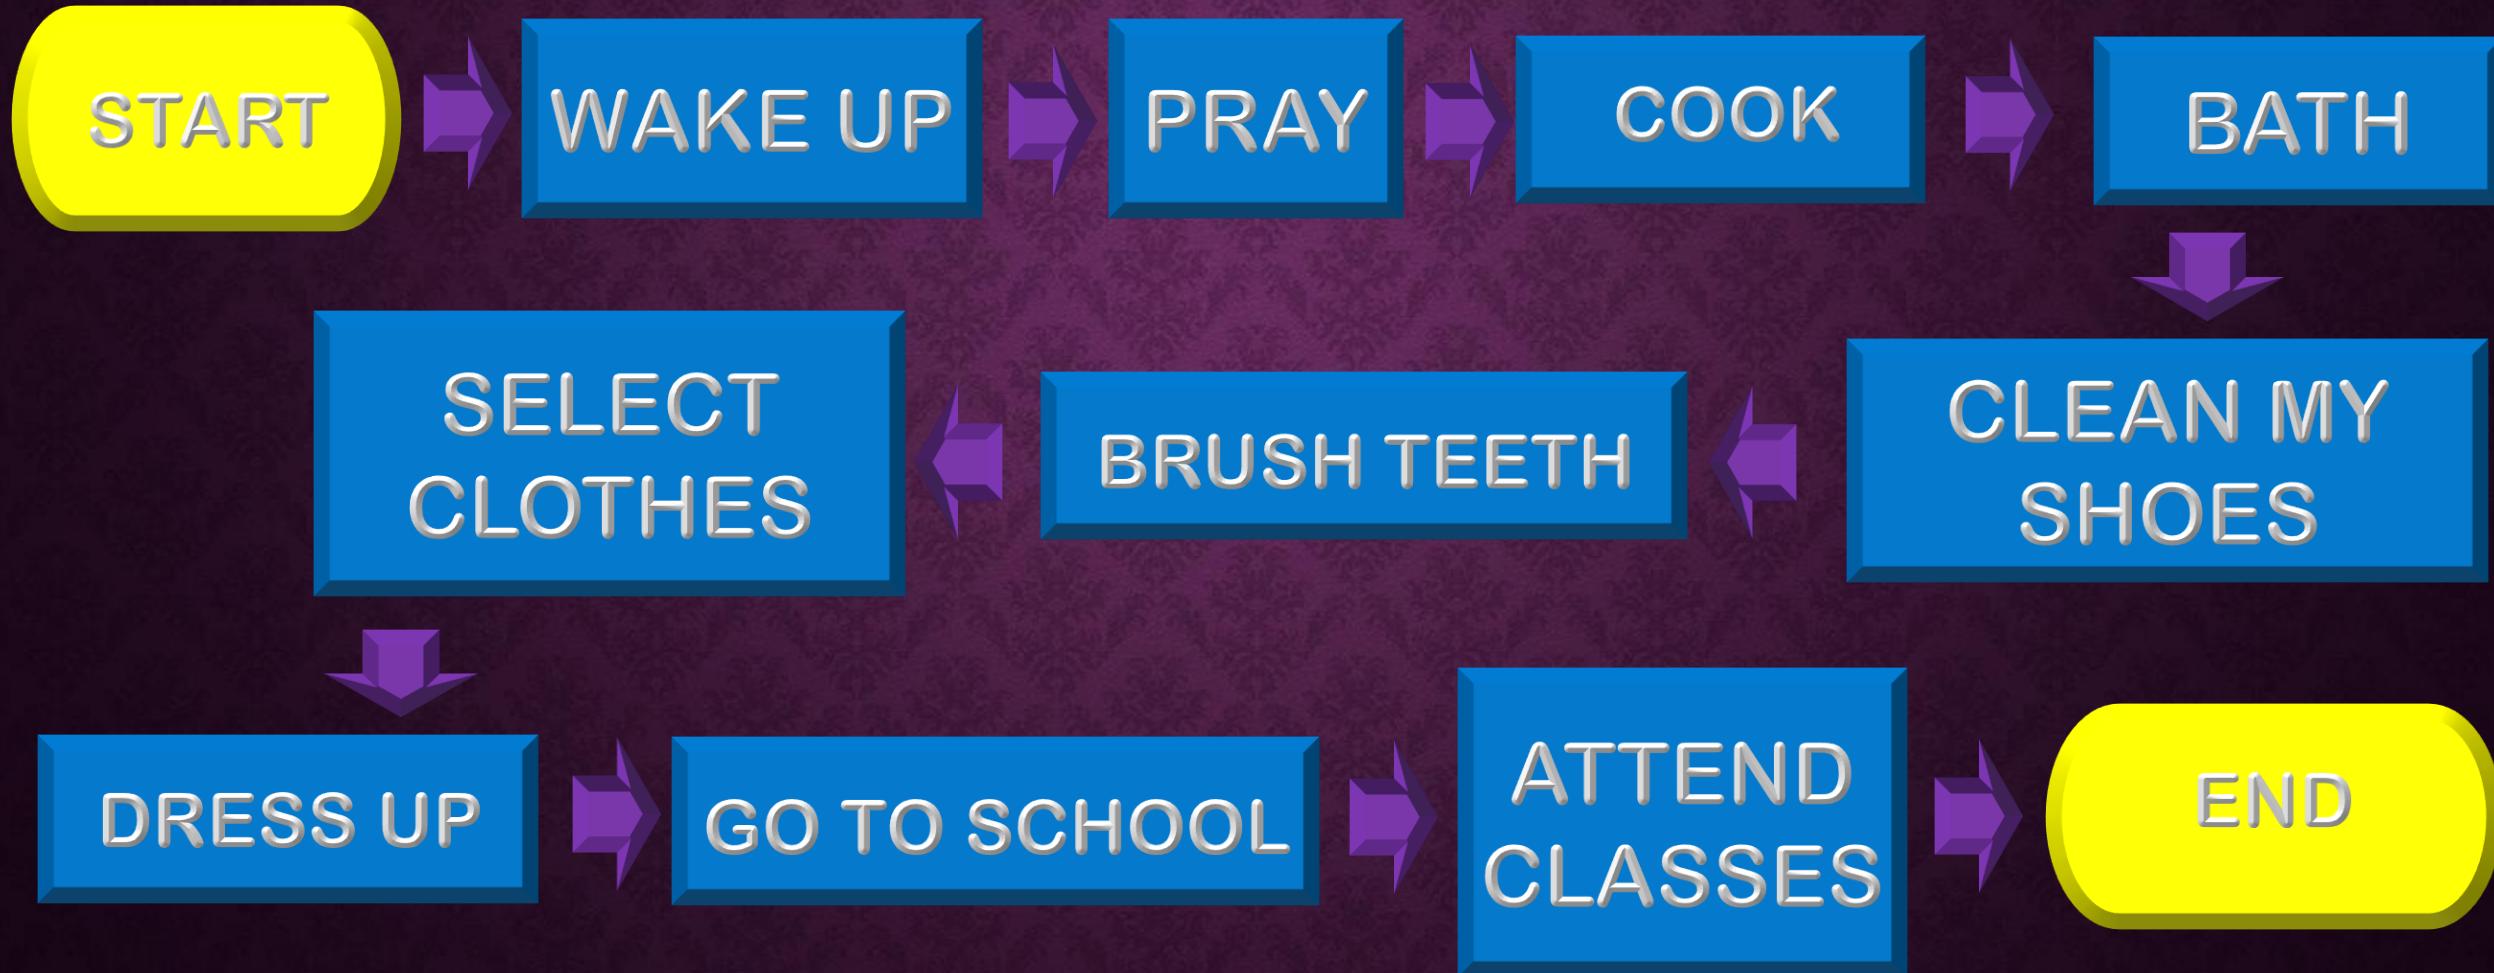 START
WAKE UP
PRAY
COOK
BATH
CLEAN MY
SHOES
BRUSH TEETH
SELECT
CLOTHES
DRESS UP
GO TO SCHOOL
ATTEND
CLASSES
END